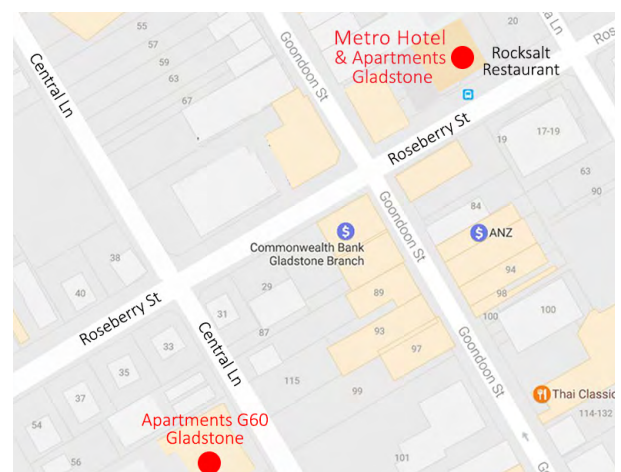 55
57
59
63
67
Central Ln
Goondoon St
20
Metro Hotel
& Apartments
Gladstone
Rocksalt
Restaurant
Roseberry St
19
17-19
63
90
84
Goondoon St
$ ANZ
$
Commonwealth Bank
Gladstone Branch
94
98
100
100
38
40
29
89
31
87
93
97
Roseberry St
Central Ln
33
35
37
54
56
115
99
101
Goondoon St
Thai Classic
114-132
Apartments G60
Gladstone